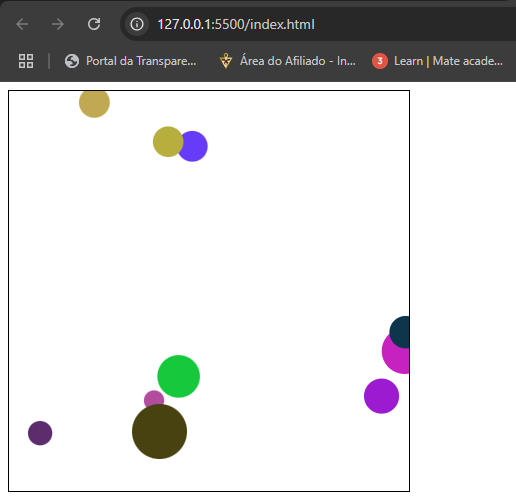 127.0.0.1:5500/index.html
Portal da Transpare... Área do Afiliado - In... 3 Learn | Mate acade...